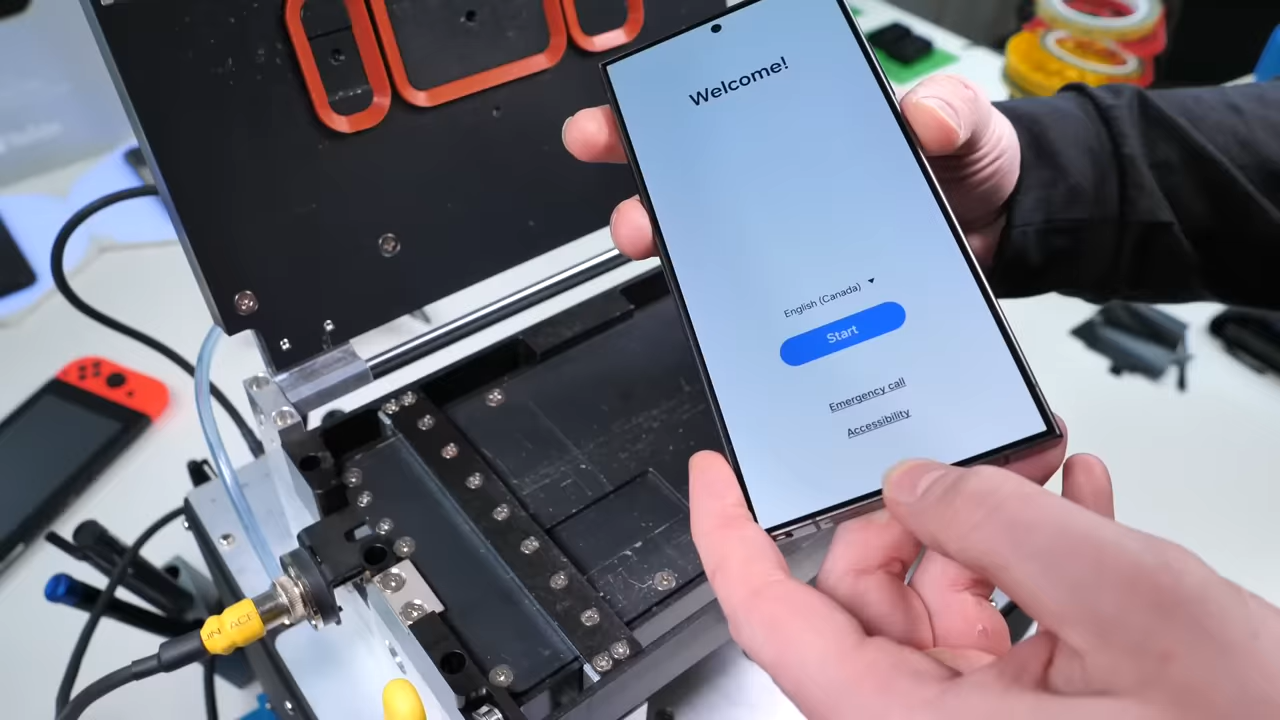 Welcome!
English (Canada)
Start
Emergency call
Accessibility